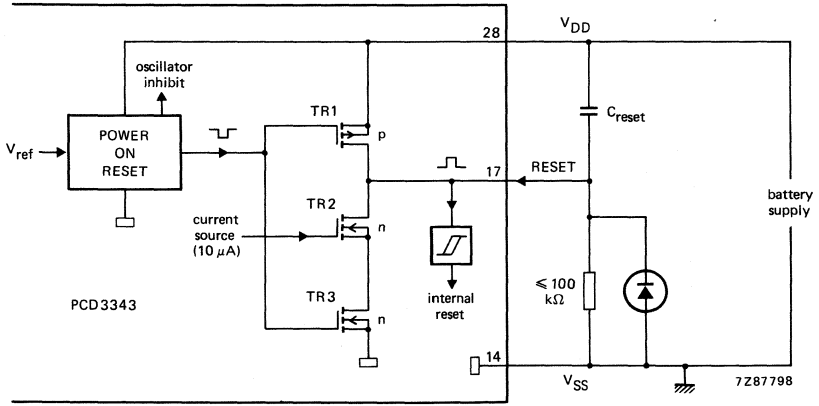 28
V_DD
oscillator
inhibit
TR1
C_reset
p
V_ref
POWER
ON
RESET
17
RESET
battery
supply
TR2
current
source
(10 μA)
n
≤ 100
kΩ
internal
reset
PCD3343
TR3
n
14
V_SS
7Z87798